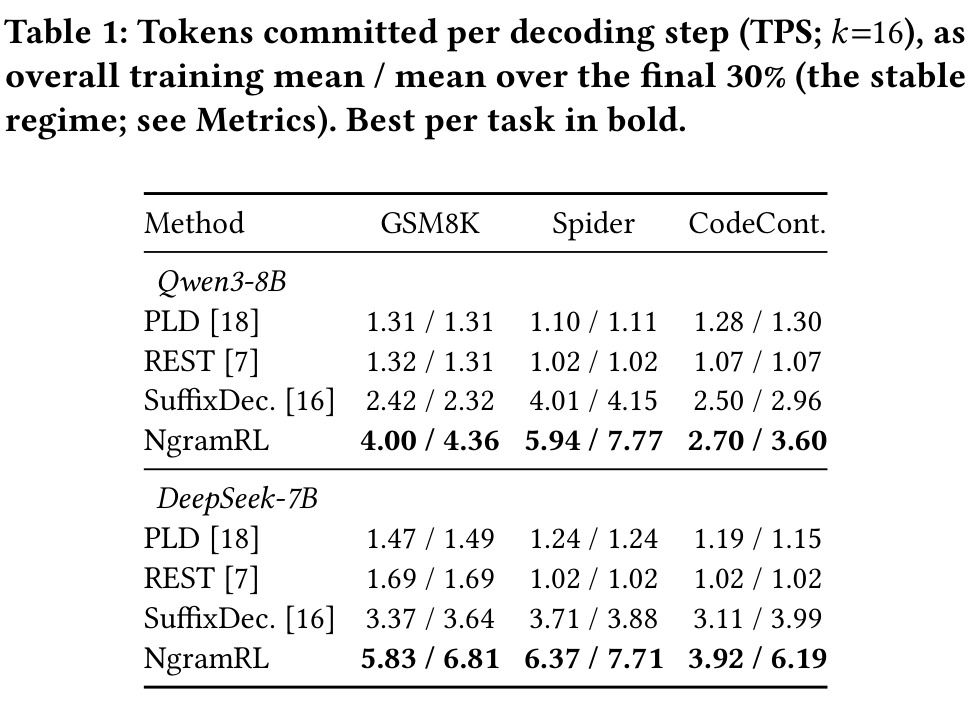 Table 1: Tokens committed per decoding step (TPS; k=16), as
overall training mean / mean over the final 30% (the stable
regime; see Metrics). Best per task in bold.
Method GSM8K Spider CodeCont.
Qwen3-8B
PLD [18] 1.31 / 1.31 1.10 / 1.11 1.28 / 1.30
REST [7] 1.32 / 1.31 1.02 / 1.02 1.07 / 1.07
SuffixDec. [16] 2.42 / 2.32 4.01 / 4.15 2.50 / 2.96
NgramRL 4.00 / 4.36 5.94 / 7.77 2.70 / 3.60
DeepSeek-7B
PLD [18] 1.47 / 1.49 1.24 / 1.24 1.19 / 1.15
REST [7] 1.69 / 1.69 1.02 / 1.02 1.02 / 1.02
SuffixDec. [16] 3.37 / 3.64 3.71 / 3.88 3.11 / 3.99
NgramRL 5.83 / 6.81 6.37 / 7.71 3.92 / 6.19